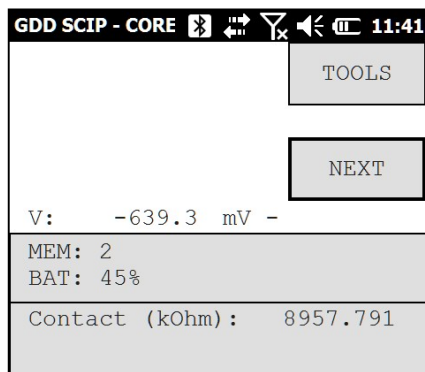 GDD SCIP - CORE 11:41
TOOLS
NEXT
V: -639.3 mV -
MEM: 2
BAT: 45%
Contact (kOhm): 8957.791